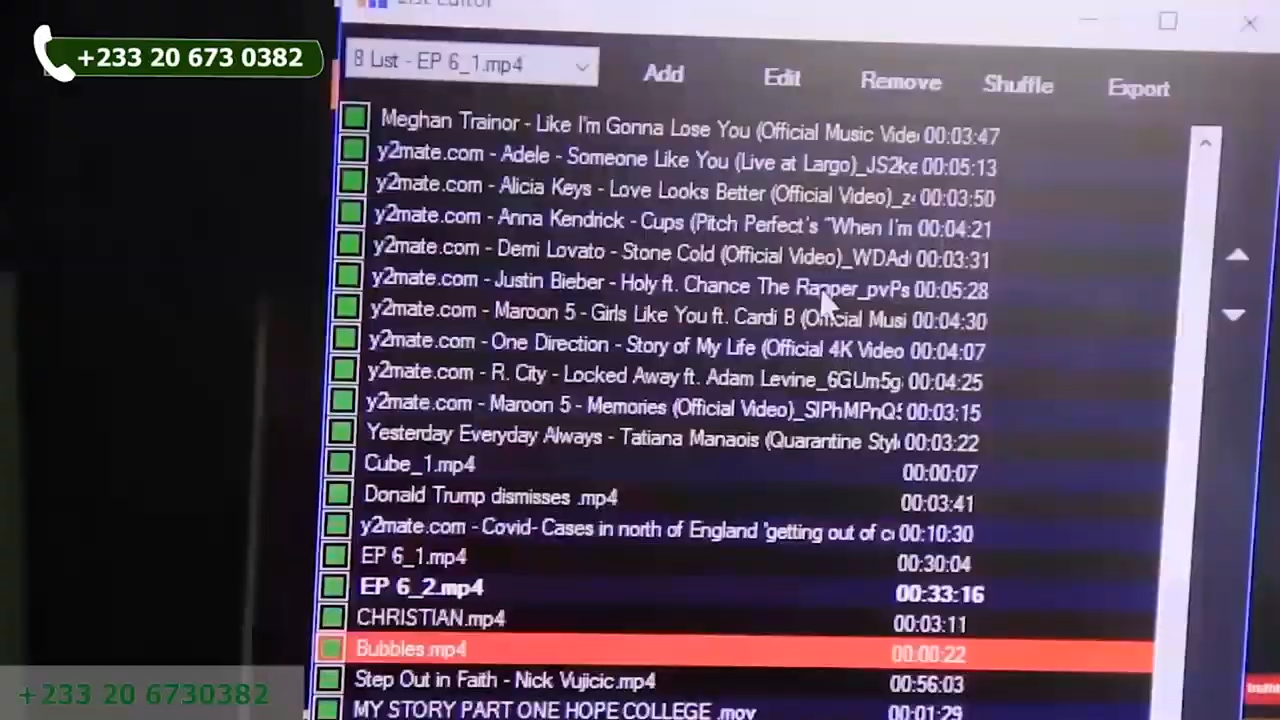 List Editor
+233 20 673 0382
8 List - EP 6_1.mp4
Add
Edit
Remove
Shuffle
Export
Meghan Trainor - Like I'm Gonna Lose You (Official Music Video 00:03:47
y2mate.com - Adele - Someone Like You (Live at Largo)_JS2ke 00:05:13
y2mate.com - Alicia Keys - Love Looks Better (Official Video)_z 00:03:50
y2mate.com - Anna Kendrick - Cups (Pitch Perfect's "When I'm 00:04:21
y2mate.com - Demi Lovato - Stone Cold (Official Video)_WDAd 00:03:31
y2mate.com - Justin Bieber - Holy ft. Chance The Rapper_pvPs 00:05:28
y2mate.com - Maroon 5 - Girls Like You ft. Cardi B (Official Musi 00:04:30
y2mate.com - One Direction - Story of My Life (Official 4K Video 00:04:07
y2mate.com - R. City - Locked Away ft. Adam Levine_6GUm5g 00:04:25
y2mate.com - Maroon 5 - Memories (Official Video)_SlPhMPnQ5 00:03:15
Yesterday Everyday Always - Tatiana Manaois (Quarantine Styl 00:03:22
Cube_1.mp4 00:00:07
Donald Trump dismisses .mp4 00:03:41
y2mate.com - Covid- Cases in north of England 'getting out of c 00:10:30
EP 6_1.mp4 00:30:04
EP 6_2.mp4 00:33:16
CHRISTIAN.mp4 00:03:11
Bubbles.mp4 00:00:22
Step Out in Faith - Nick Vujicic.mp4 00:56:03
MY STORY PART ONE HOPE COLLEGE .mov 00:01:29
+233 20 6730382